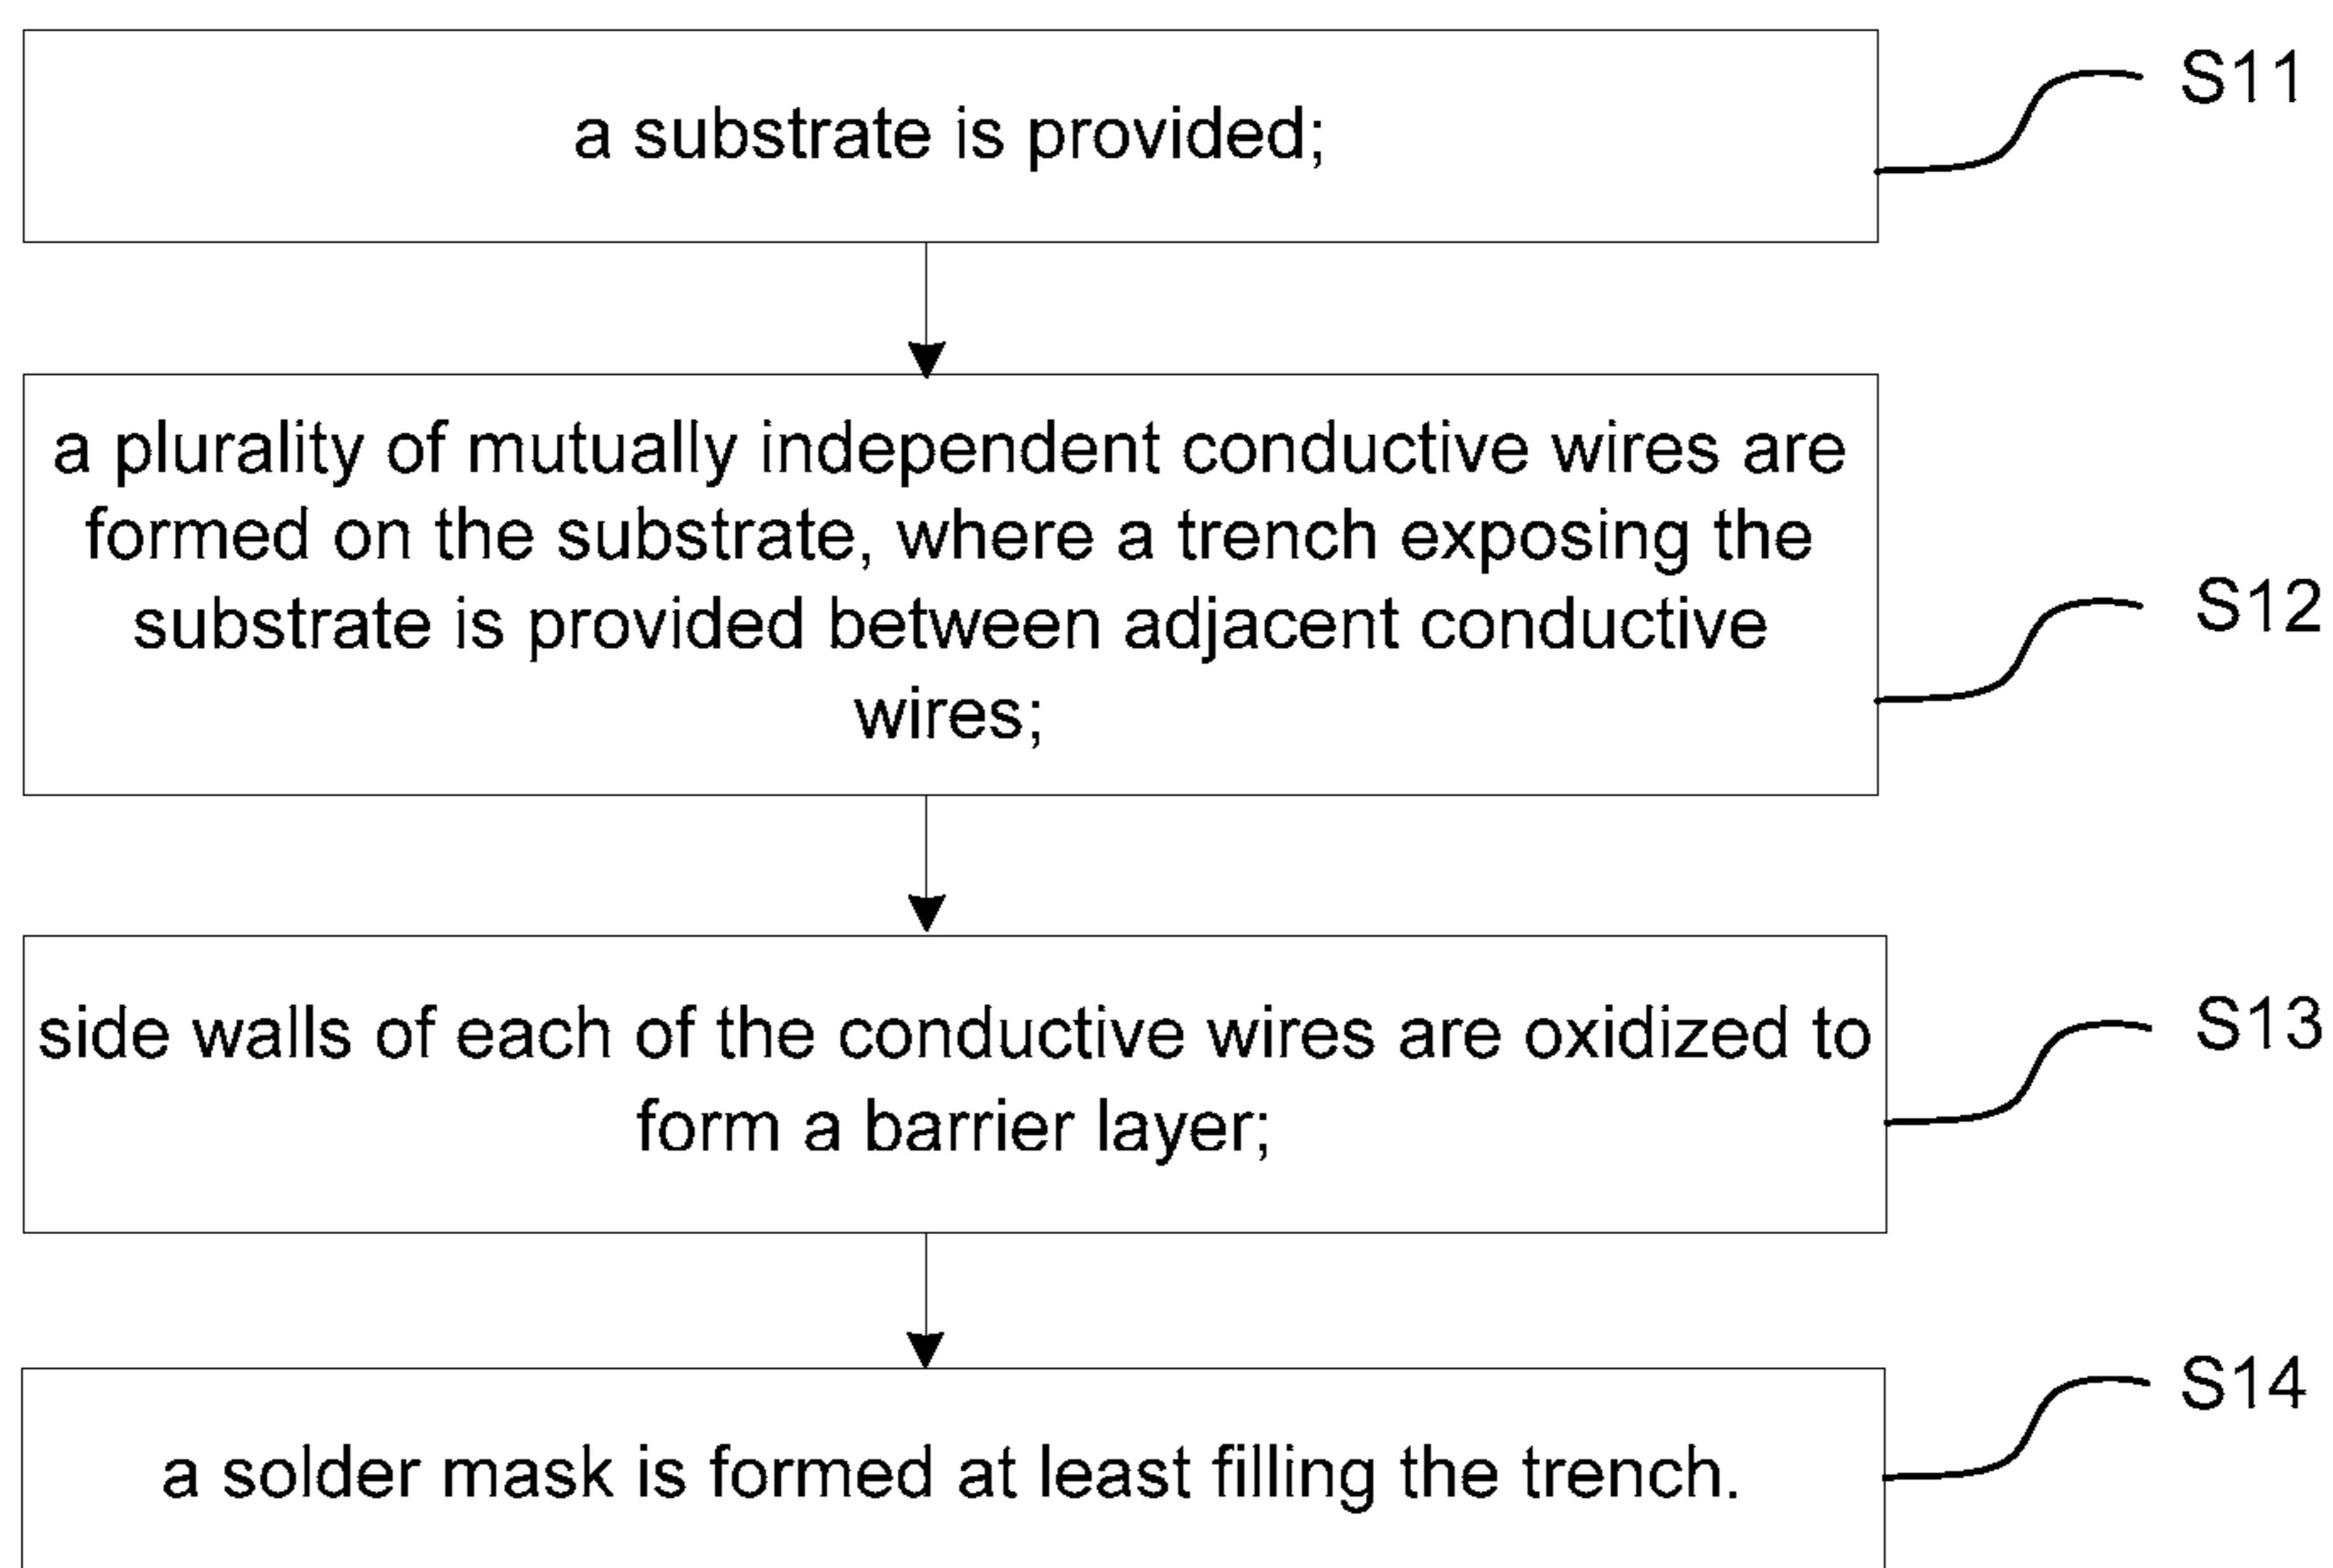 a substrate is provided;
S11
a plurality of mutually independent conductive wires are
formed on the substrate, where a trench exposing the
substrate is provided between adjacent conductive
wires;
S12
side walls of each of the conductive wires are oxidized to
form a barrier layer;
S13
a solder mask is formed at least filling the trench.
S14